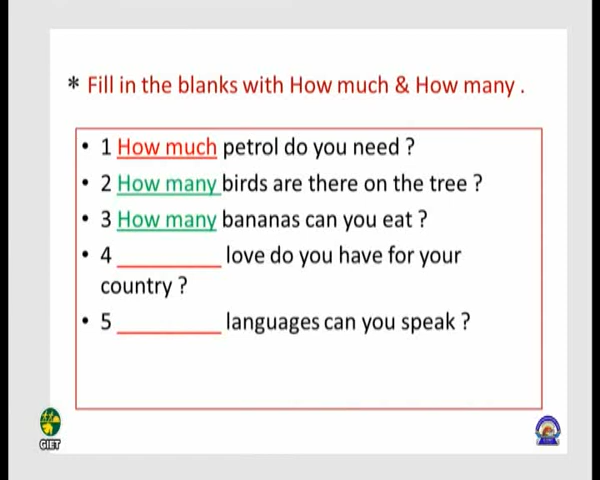 * Fill in the blanks with How much & How many .
• 1 How much petrol do you need ?
• 2 How many birds are there on the tree ?
• 3 How many bananas can you eat ?
• 4 __________ love do you have for your
country ?
• 5 __________ languages can you speak ?
GIET